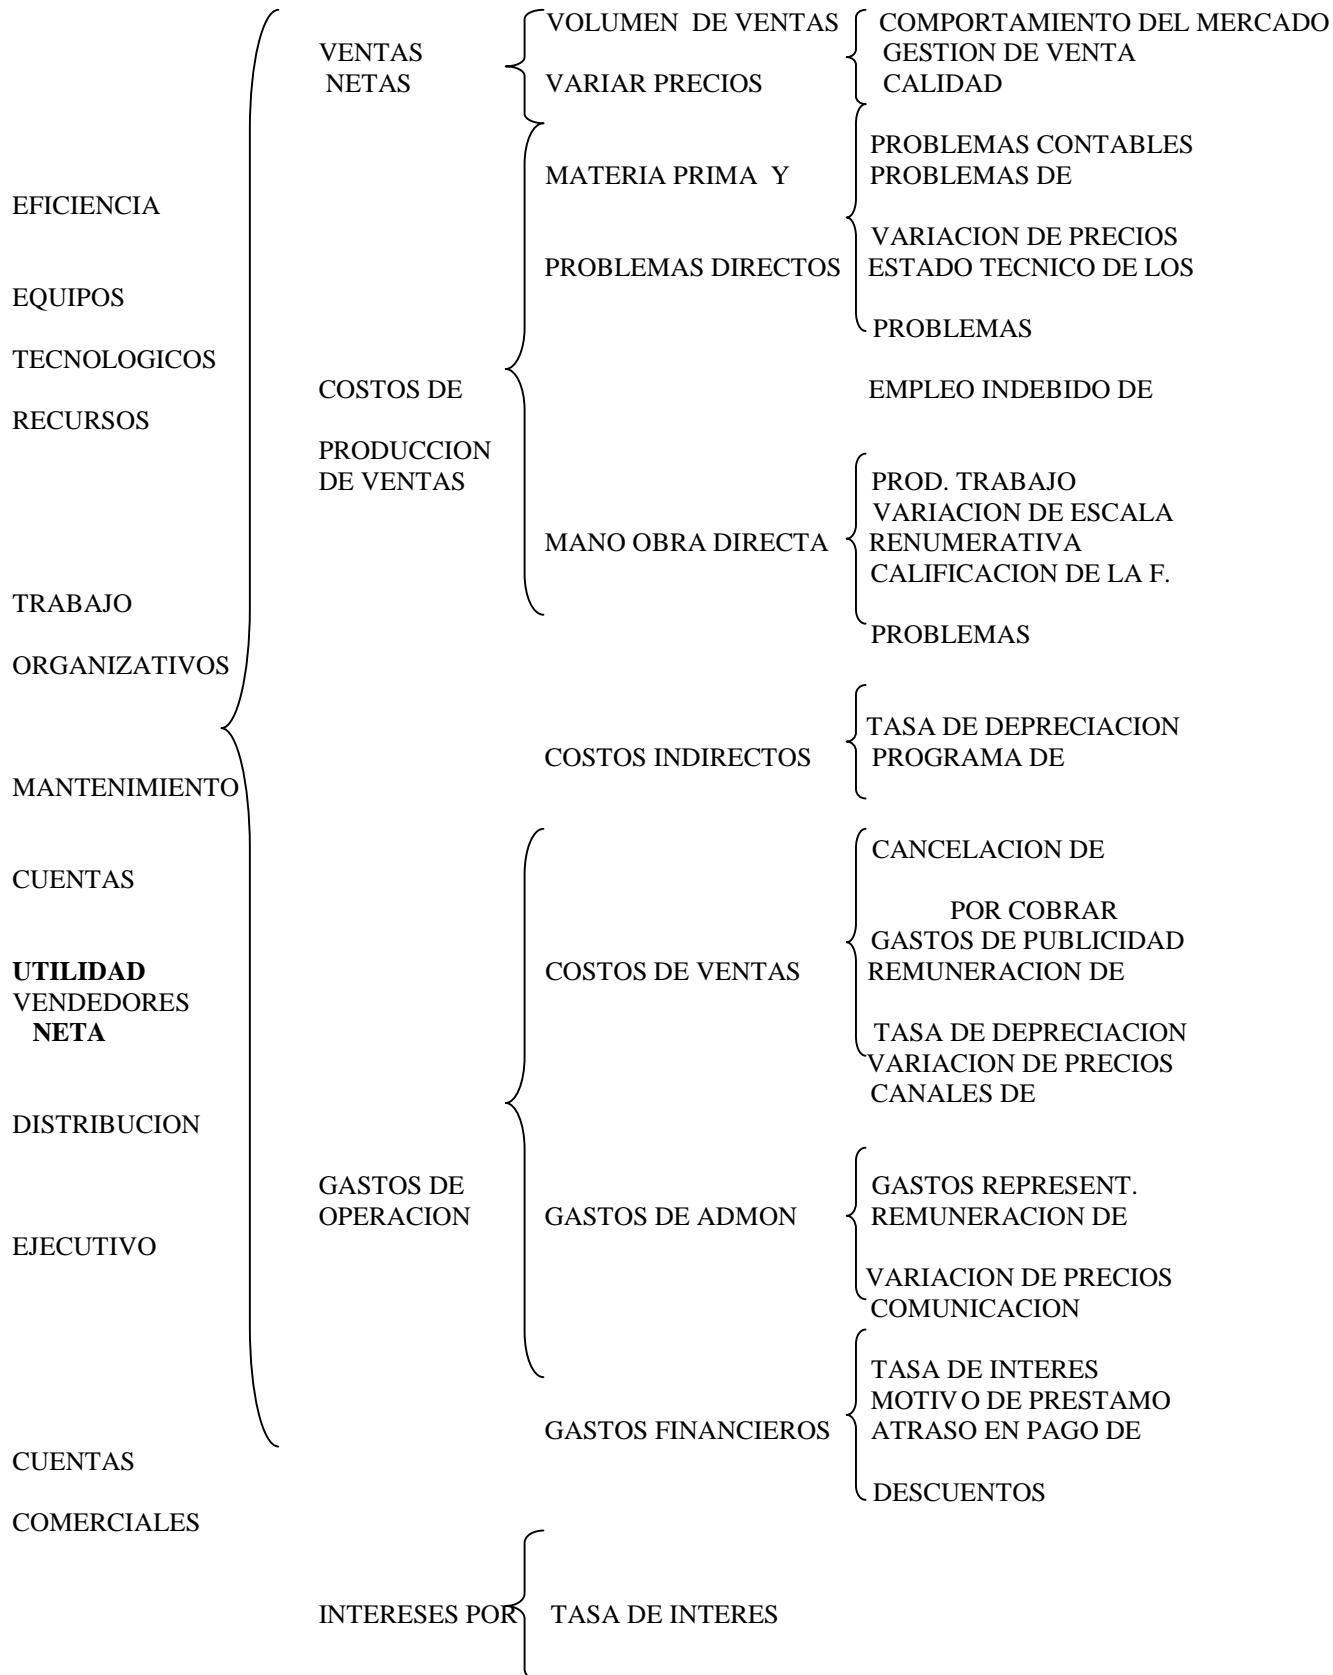 VOLUMEN DE VENTAS COMPORTAMIENTO DEL MERCADO
VENTAS GESTION DE VENTA
NETAS VARIAR PRECIOS CALIDAD
PROBLEMAS CONTABLES
MATERIA PRIMA Y PROBLEMAS DE
EFICIENCIA
VARIACION DE PRECIOS
PROBLEMAS DIRECTOS ESTADO TECNICO DE LOS
EQUIPOS
PROBLEMAS
TECNOLOGICOS
COSTOS DE EMPLEO INDEBIDO DE
RECURSOS
PRODUCCION
DE VENTAS PROD. TRABAJO
VARIACION DE ESCALA
MANO OBRA DIRECTA RENUMERATIVA
CALIFICACION DE LA F.
TRABAJO
PROBLEMAS
ORGANIZATIVOS
TASA DE DEPRECIACION
COSTOS INDIRECTOS PROGRAMA DE
MANTENIMIENTO
CANCELACION DE
CUENTAS
POR COBRAR
GASTOS DE PUBLICIDAD
UTILIDAD COSTOS DE VENTAS REMUNERACION DE
VENDEDORES
NETA TASA DE DEPRECIACION
VARIACION DE PRECIOS
CANALES DE
DISTRIBUCION
GASTOS DE GASTOS REPRESENT.
OPERACION GASTOS DE ADMON REMUNERACION DE
EJECUTIVO
VARIACION DE PRECIOS
COMUNICACION
TASA DE INTERES
MOTIVO DE PRESTAMO
GASTOS FINANCIEROS ATRASO EN PAGO DE
CUENTAS
DESCUENTOS
COMERCIALES
INTERESES POR TASA DE INTERES